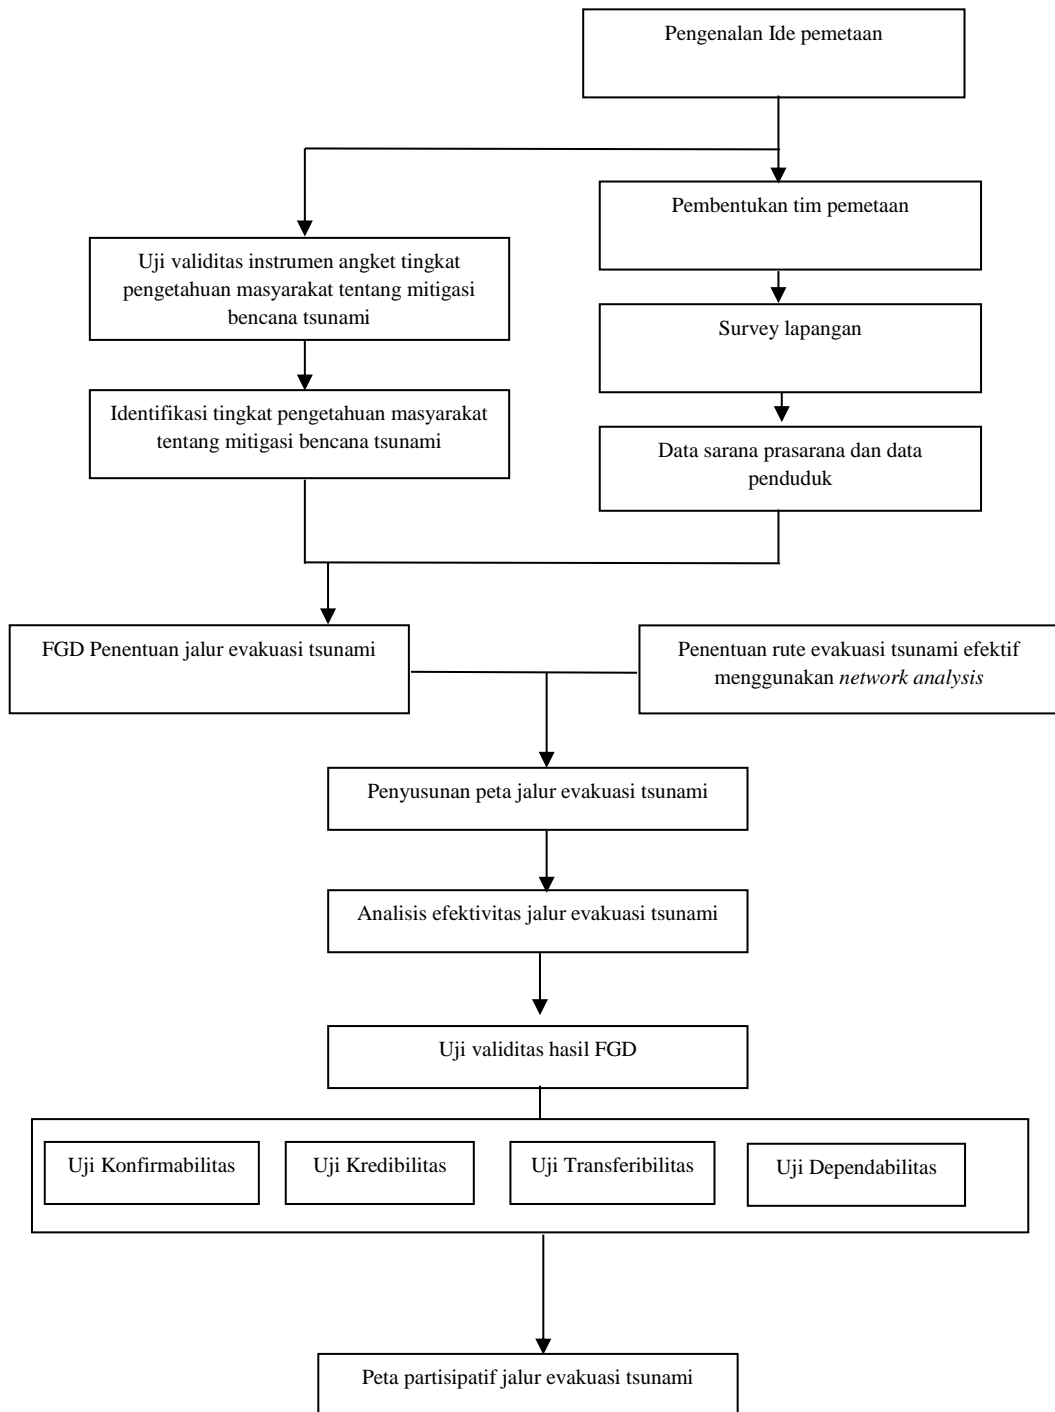 Pengenalan Ide pemetaan
Pembentukan tim pemetaan
Uji validitas instrumen angket tingkat
pengetahuan masyarakat tentang mitigasi
bencana tsunami
Survey lapangan
Identifikasi tingkat pengetahuan masyarakat
tentang mitigasi bencana tsunami
Data sarana prasarana dan data
penduduk
FGD Penentuan jalur evakuasi tsunami
Penentuan rute evakuasi tsunami efektif
menggunakan network analysis
Penyusunan peta jalur evakuasi tsunami
Analisis efektivitas jalur evakuasi tsunami
Uji validitas hasil FGD
Uji Konfirmabilitas
Uji Kredibilitas
Uji Transferibilitas
Uji Dependabilitas
Peta partisipatif jalur evakuasi tsunami